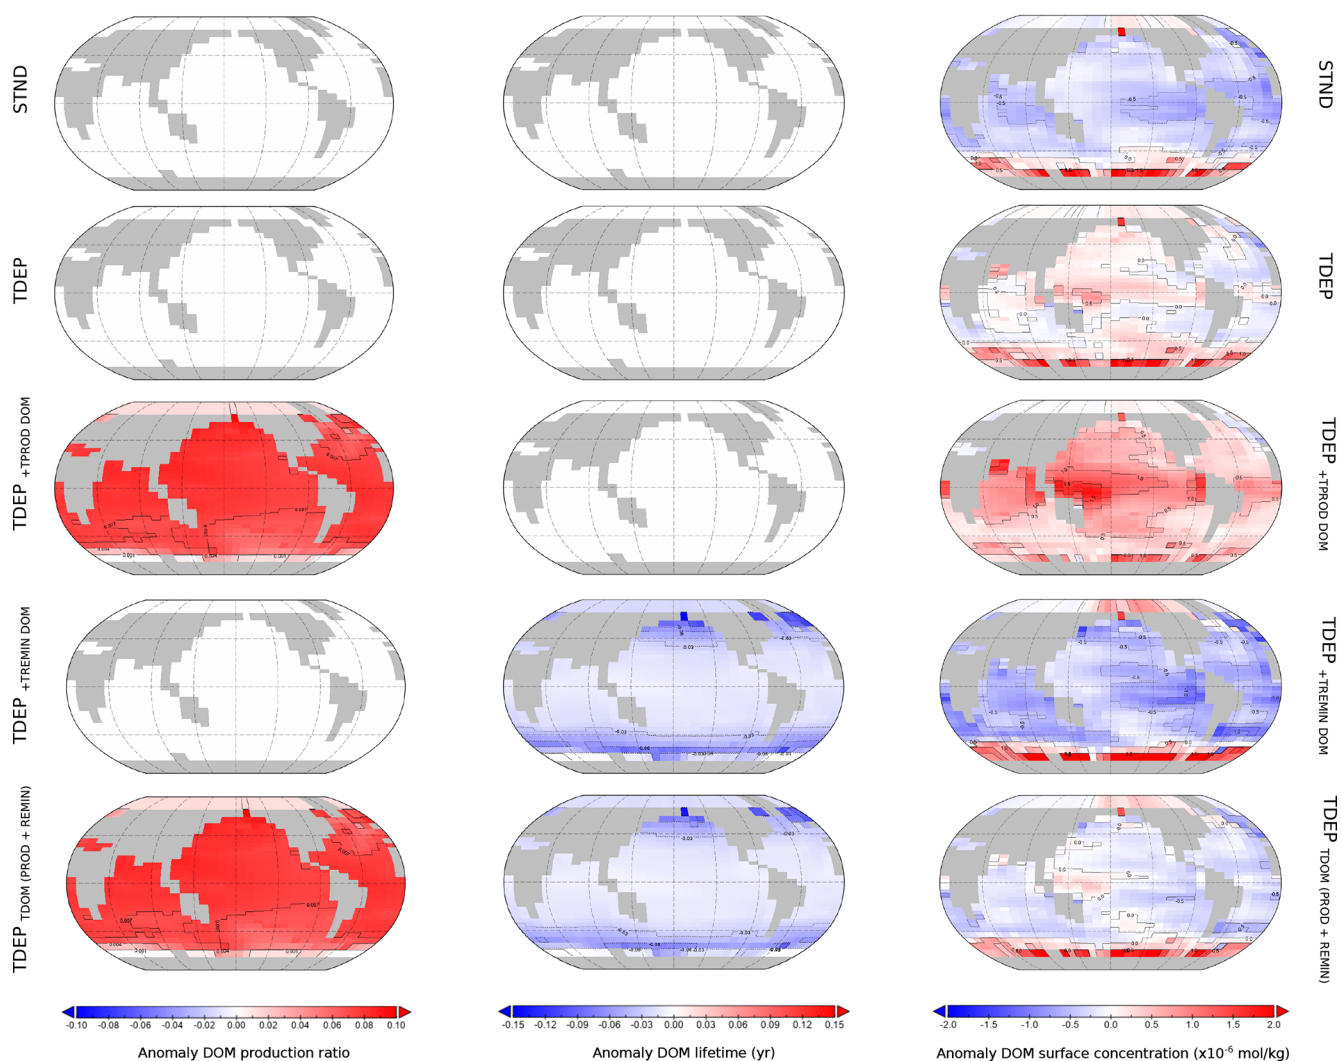 STND
STND
TDEP
TDEP
TDEP +TPROD DOM
TDEP +TPROD DOM
TDEP +TREMIN DOM
TDEP +TREMIN DOM
TDEP TDOM (PROD + REMIN)
TDEP TDOM (PROD + REMIN)
-0.10 -0.08 -0.06 -0.04 -0.02 0.00 0.02 0.04 0.06 0.08 0.10
Anomaly DOM production ratio
-0.15 -0.12 -0.09 -0.06 -0.03 0.00 0.03 0.06 0.09 0.12 0.15
Anomaly DOM lifetime (yr)
-2.0 -1.5 -1.0 -0.5 0.0 0.5 1.0 1.5 2.0
Anomaly DOM surface concentration (x10⁻⁶ mol/kg)